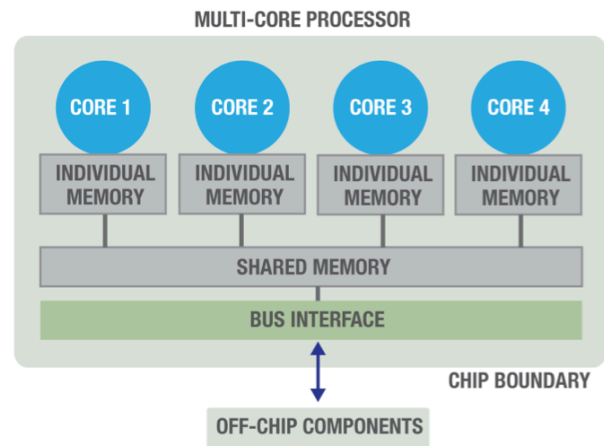 MULTI-CORE PROCESSOR
CORE 1
CORE 2
CORE 3
CORE 4
INDIVIDUAL
MEMORY
INDIVIDUAL
MEMORY
INDIVIDUAL
MEMORY
INDIVIDUAL
MEMORY
SHARED MEMORY
BUS INTERFACE
CHIP BOUNDARY
OFF-CHIP COMPONENTS